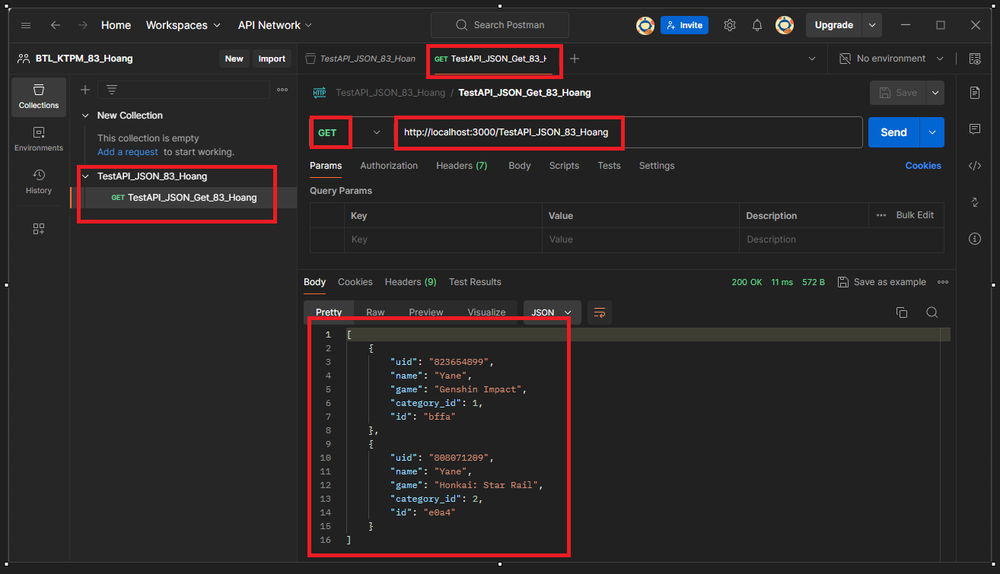 Home Workspaces API Network Search Postman Invite Upgrade
BTL_KTPM_83_Hoang New Import TestAPI_JSON_83_Hoan GET TestAPI_JSON_Get_83_H No environment
Collections
Environments
History
New Collection
This collection is empty
Add a request to start working.
TestAPI_JSON_83_Hoang
GET TestAPI_JSON_Get_83_Hoang
HTTP TestAPI_JSON_83_Hoang / TestAPI_JSON_Get_83_Hoang Save
GET http://localhost:3000/TestAPI_JSON_83_Hoang Send
Params Authorization Headers (7) Body Scripts Tests Settings Cookies
Query Params
Key Value Description Bulk Edit
Key Value Description
Body Cookies Headers (9) Test Results 200 OK 11 ms 572 B Save as example
Pretty Raw Preview Visualize JSON
1 [
2 {
3 "uid": "823654899",
4 "name": "Yane",
5 "game": "Genshin Impact",
6 "category_id": 1,
7 "id": "bffa"
8 },
9 {
10 "uid": "808071209",
11 "name": "Yane",
12 "game": "Honkai: Star Rail",
13 "category_id": 2,
14 "id": "e0a4"
15 }
16 ]